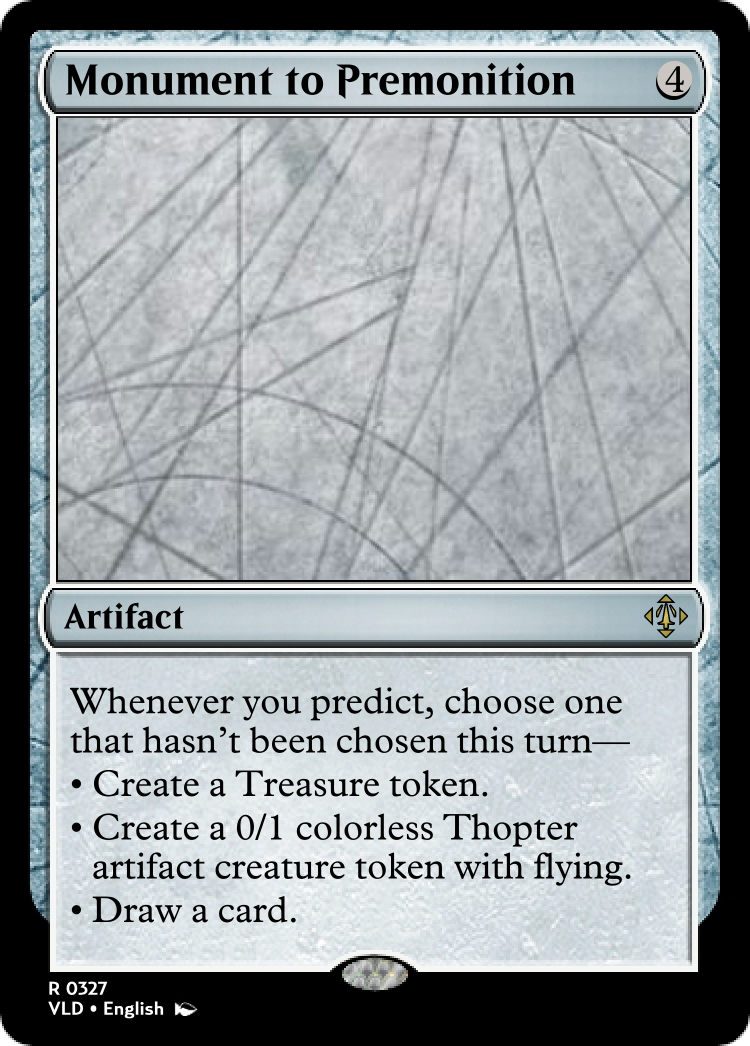 Monument to Premonition 4
Artifact
Whenever you predict, choose one
that hasn't been chosen this turn—
• Create a Treasure token.
• Create a 0/1 colorless Thopter
artifact creature token with flying.
• Draw a card.
R 0327
VLD • English